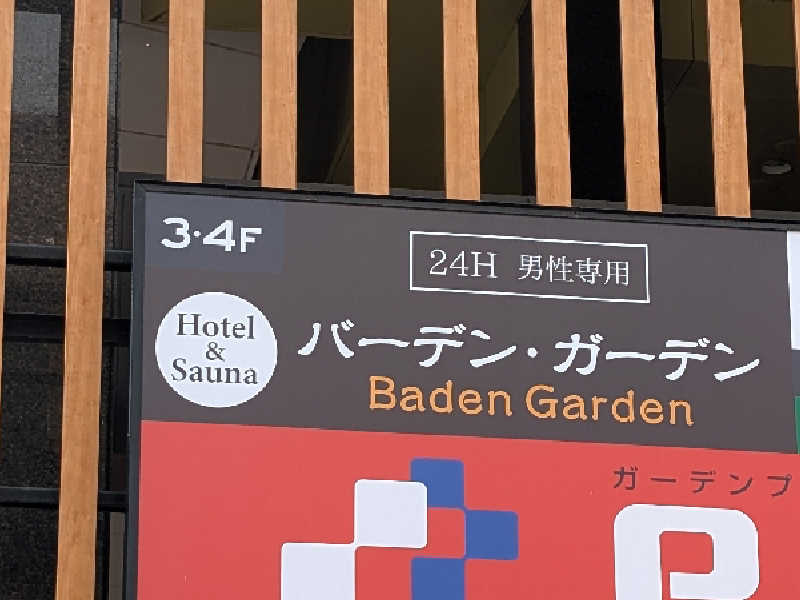 3・4F
24H 男性専用
Hotel
&
Sauna
バーデン・ガーデン
Baden Garden
ガーデンプ